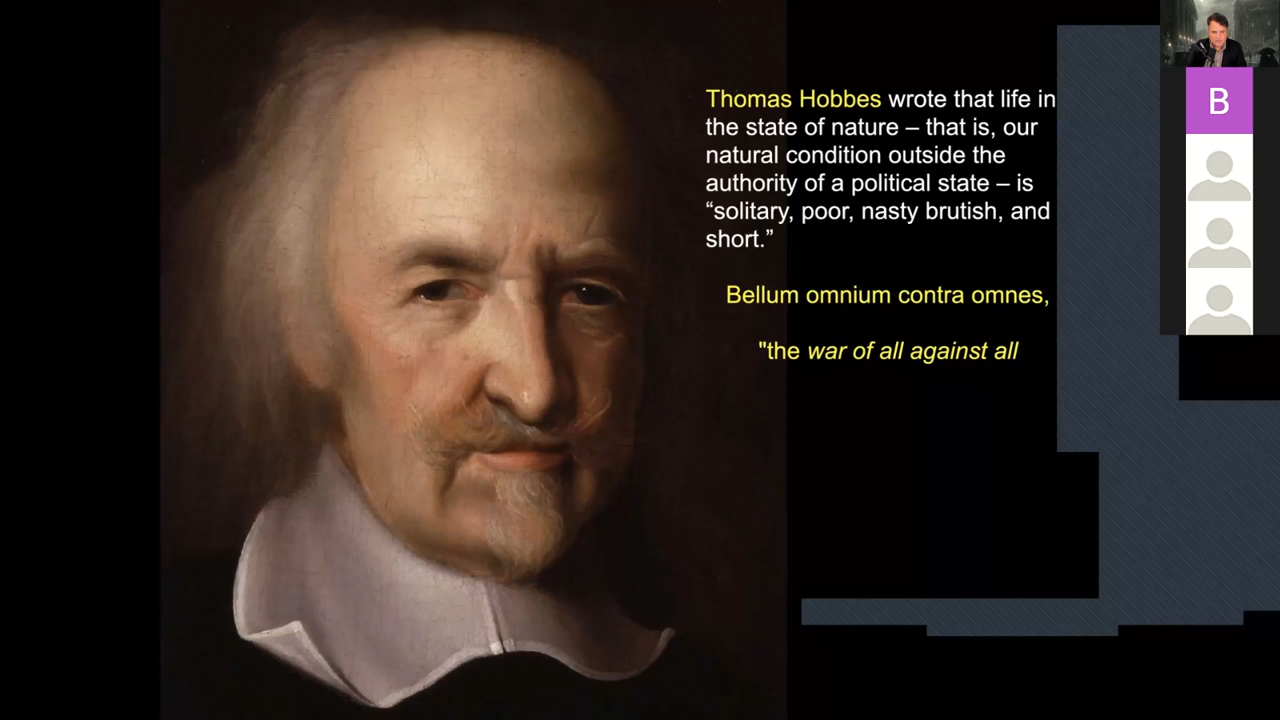 Thomas Hobbes wrote that life in
the state of nature – that is, our
natural condition outside the
authority of a political state – is
“solitary, poor, nasty brutish, and
short.”
Bellum omnium contra omnes,
"the war of all against all
B